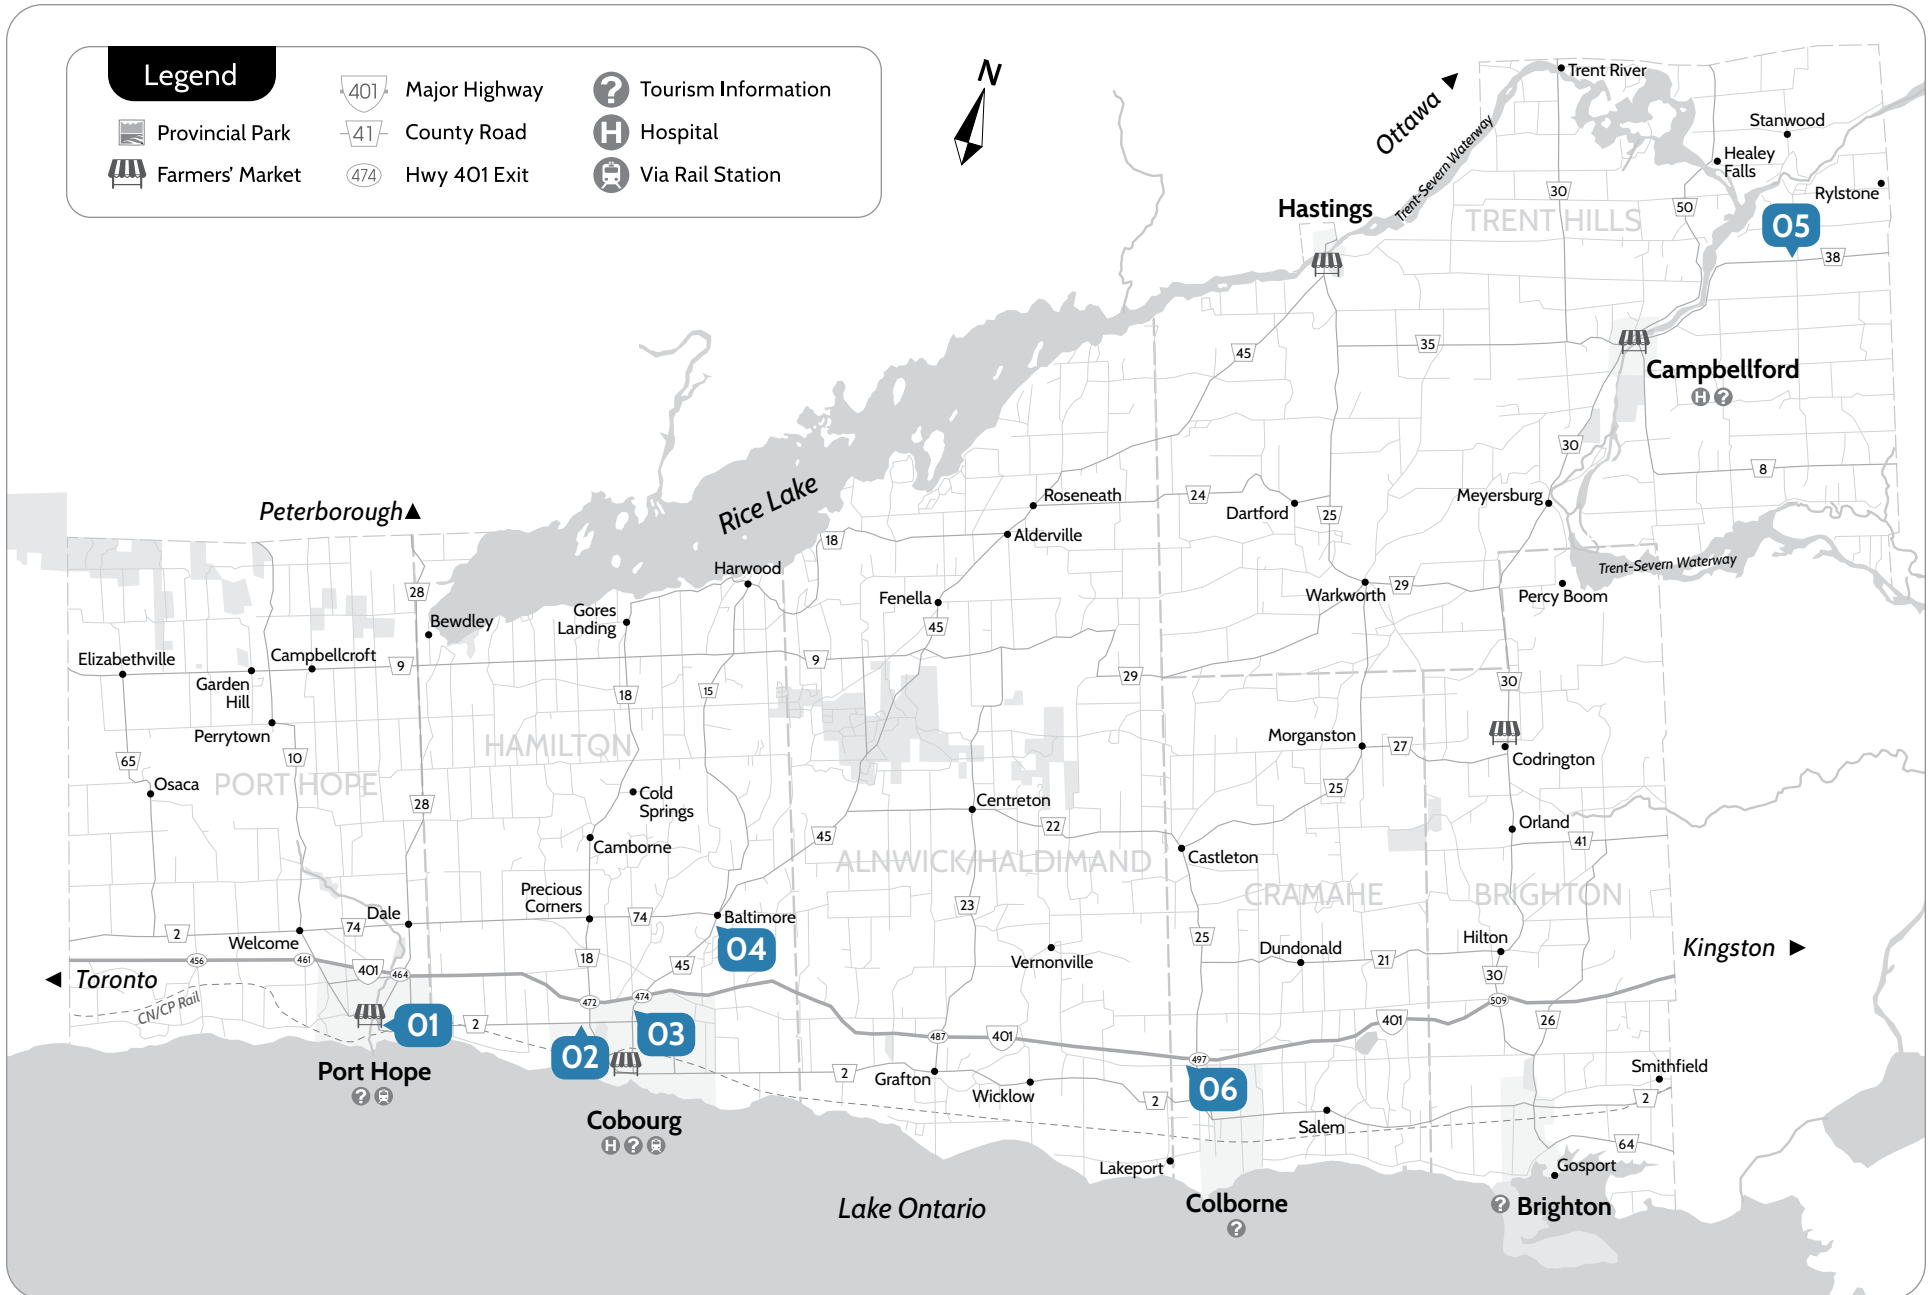 Legend
Provincial Park
Farmers' Market
401 Major Highway
41 County Road
474 Hwy 401 Exit
? Tourism Information
H Hospital
Via Rail Station
N
Ottawa
Trent-Severn Waterway
Trent River
Stanwood
Healey
Falls
Rylstone
Hastings
TRENT HILLS
30
50
05
38
45
35
Campbellford
H ?
30
8
Peterborough
Rice Lake
Roseneath
24
Dartford
25
Meyersburg
Alderville
18
Harwood
Trent-Severn Waterway
28
Bewdley
Gores
Landing
Fenella
45
Warkworth
29
Percy Boom
Elizabethville
Garden
Hill
Campbellcroft
9
9
29
30
18
15
Perrytown
HAMILTON
Morganston
27
Codrington
65
10
PORT HOPE
Osaca
28
Cold
Springs
Centreton
25
22
45
Camborne
Orland
41
Castleton
ALNWICK/HALDIMAND
CRAMAHE
BRIGHTON
Precious
Corners
23
Dale
74
74
Baltimore
2
Welcome
04
25
Dundonald
21
Hilton
Vernonville
Kingston
Toronto
456
461
401
464
18
45
30
CN/CP Rail
472
474
509
01
2
02
03
487
401
401
26
497
Port Hope
?
2
Grafton
Wicklow
2
06
Smithfield
2
Cobourg
H ?
Salem
64
Lakeport
Gosport
Lake Ontario
Colborne
?
? Brighton